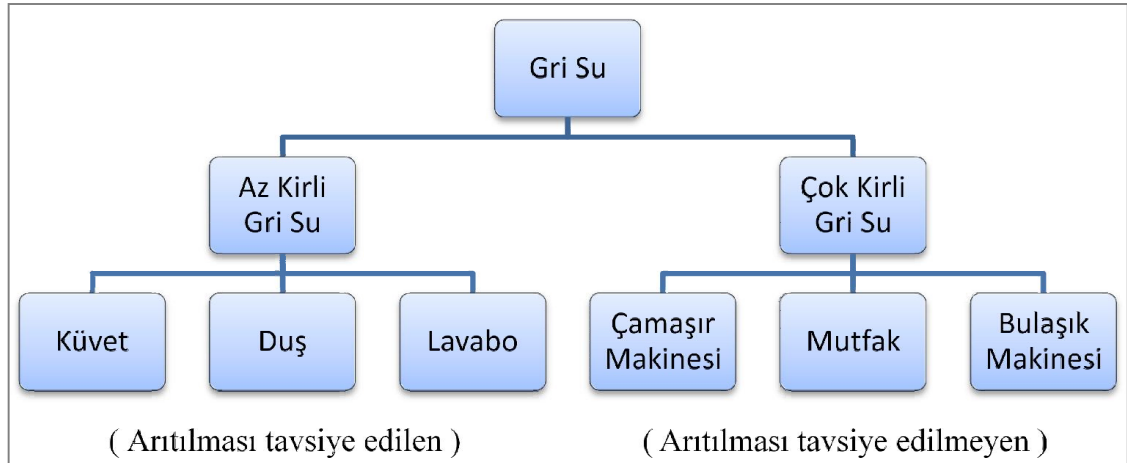 Gri Su
Az Kirli
Gri Su
Çok Kirli
Gri Su
Küvet
Duş
Lavabo
Çamaşır
Makinesi
Mutfak
Bulaşık
Makinesi
( Arıtılması tavsiye edilen )
( Arıtılması tavsiye edilmeyen )